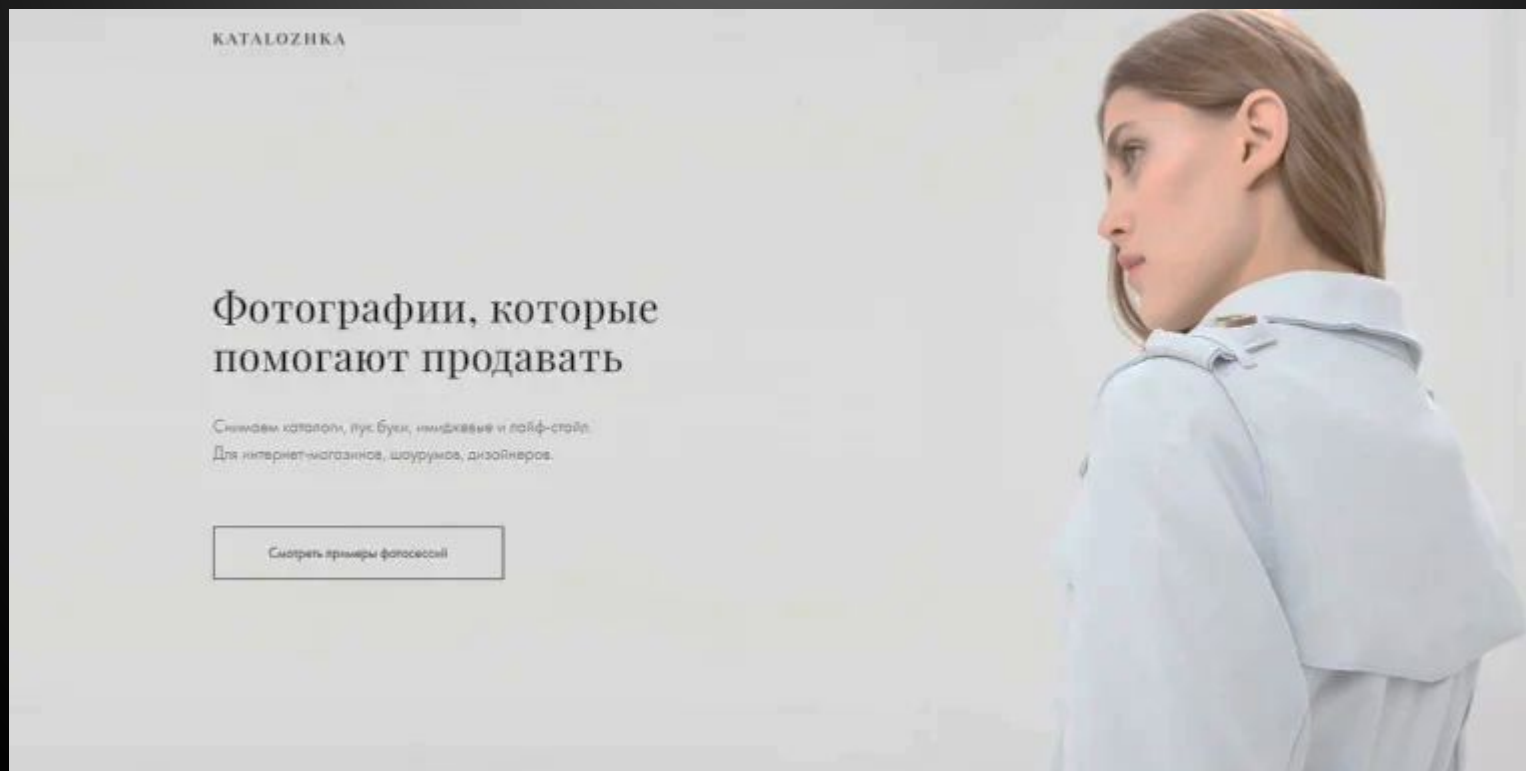 KATALOZHKA
Фотографии, которые
помогают продавать
Снимаем каталоги, лук буки, имиджевые и лайф-стайл.
Для интернет-магазинов, шоурумов, дизайнеров.
Смотреть примеры фотосессий